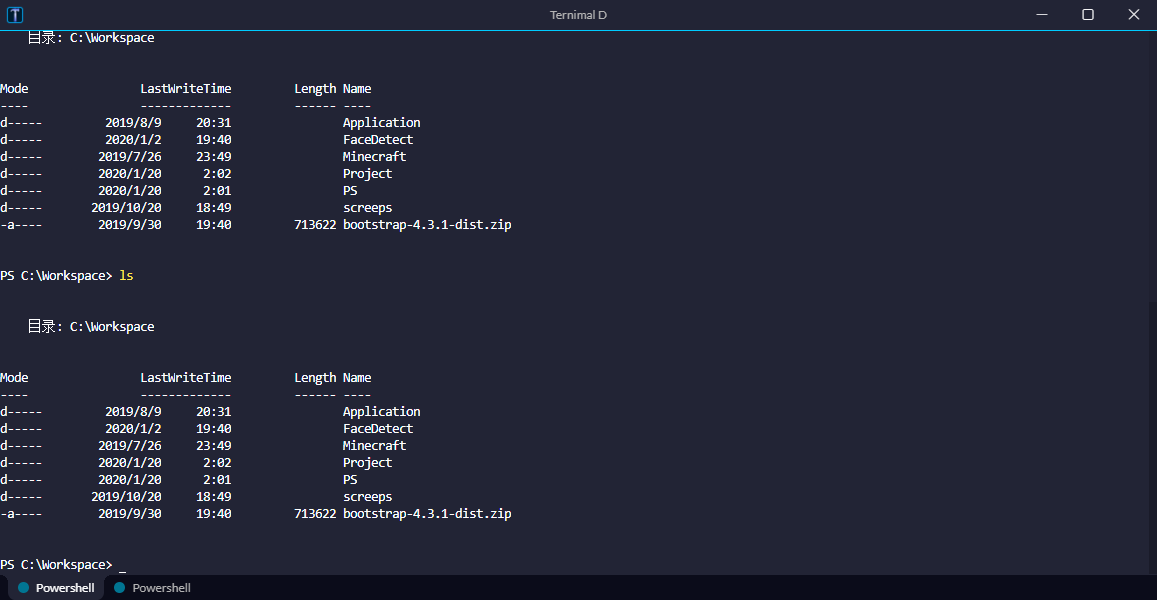 T Ternimal D
目录: C:\Workspace
Mode                LastWriteTime         Length Name
----                -------------         ------ ----
d-----         2019/8/9     20:31                Application
d-----         2020/1/2     19:40                FaceDetect
d-----        2019/7/26     23:49                Minecraft
d-----        2020/1/20      2:02                Project
d-----        2020/1/20      2:01                PS
d-----       2019/10/20     18:49                screeps
-a----        2019/9/30     19:40         713622 bootstrap-4.3.1-dist.zip
PS C:\Workspace> ls
目录: C:\Workspace
Mode                LastWriteTime         Length Name
----                -------------         ------ ----
d-----         2019/8/9     20:31                Application
d-----         2020/1/2     19:40                FaceDetect
d-----        2019/7/26     23:49                Minecraft
d-----        2020/1/20      2:02                Project
d-----        2020/1/20      2:01                PS
d-----       2019/10/20     18:49                screeps
-a----        2019/9/30     19:40         713622 bootstrap-4.3.1-dist.zip
PS C:\Workspace> _
Powershell Powershell